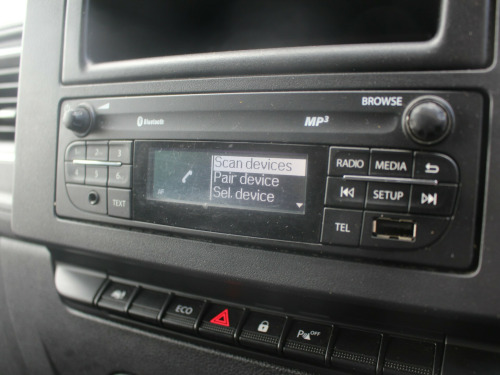 Bluetooth
MP3
BROWSE
Scan devices
Pair device
Sel. device
RADIO
MEDIA
SETUP
TEL
TEXT
ECO
OFF